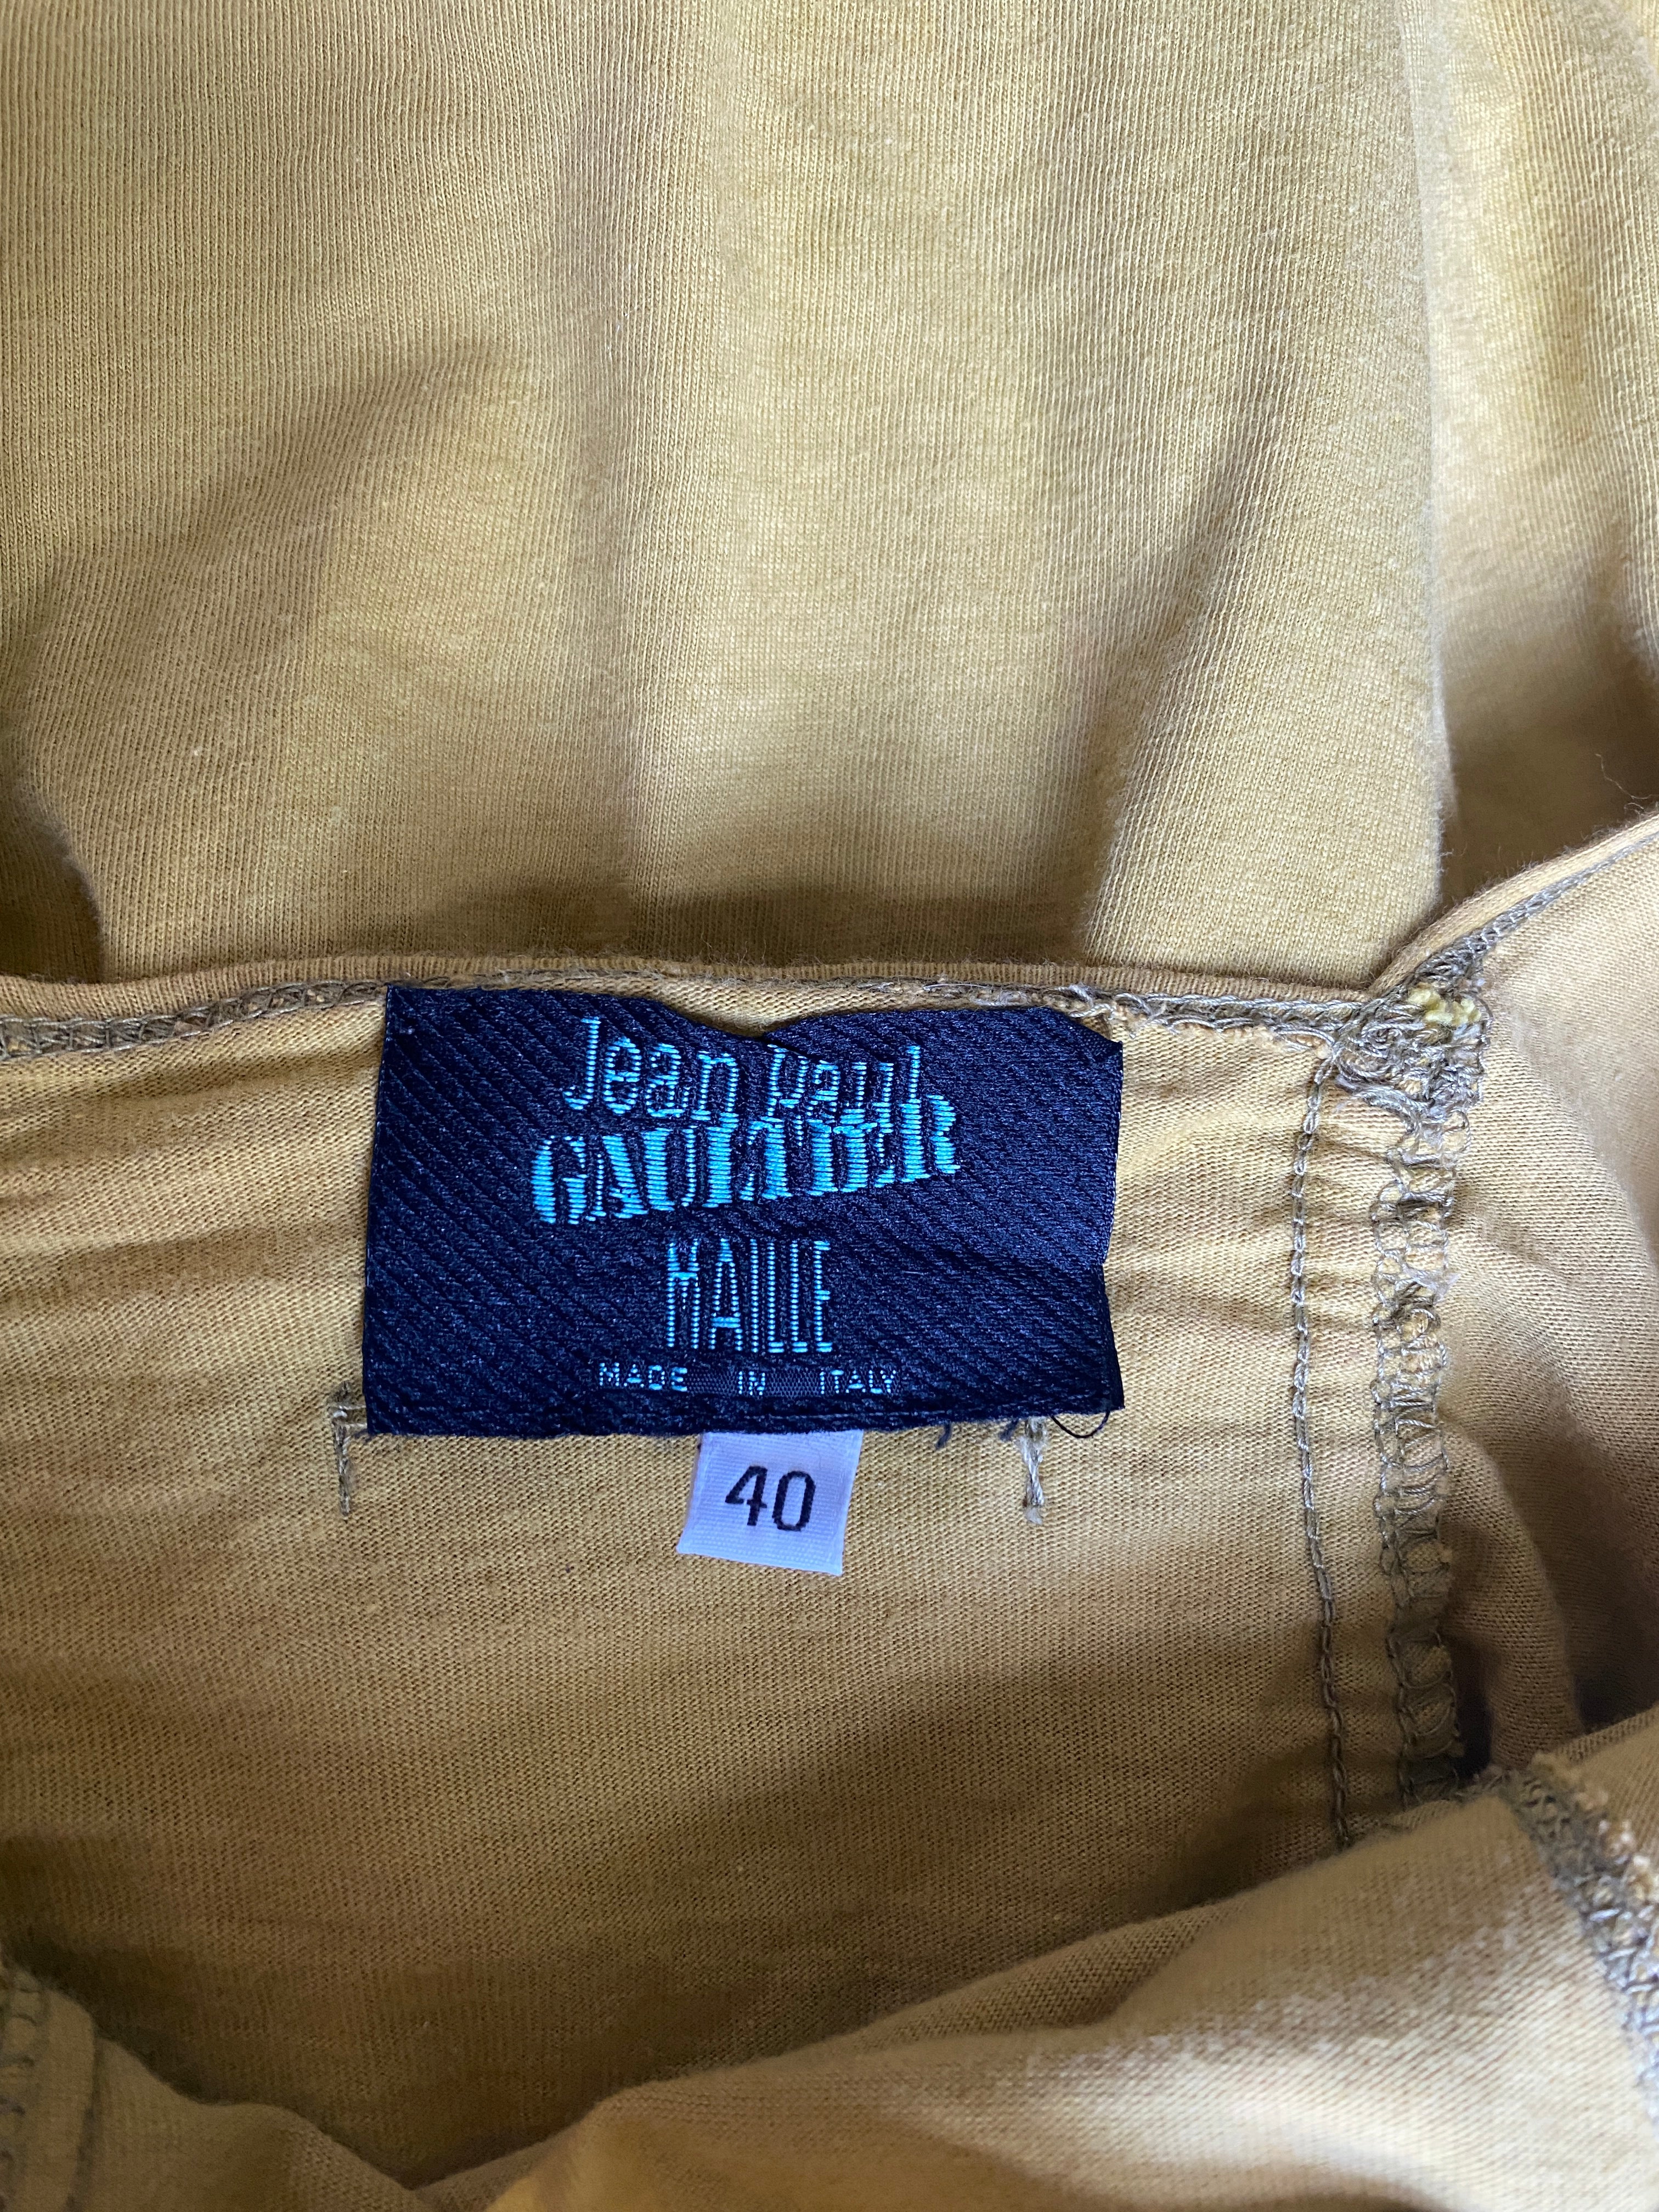 Jean Paul
GAULTIER
MAILLE
MADE IN ITALY
40